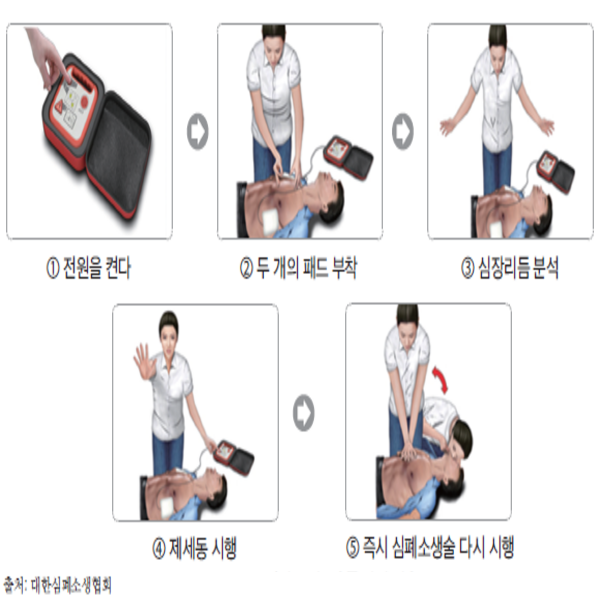 ① 전원을 켠다
② 두 개의 패드 부착
③ 심장리듬 분석
④ 제세동 시행
⑤ 즉시 심폐소생술 다시 시행
출처: 대한심폐소생협회